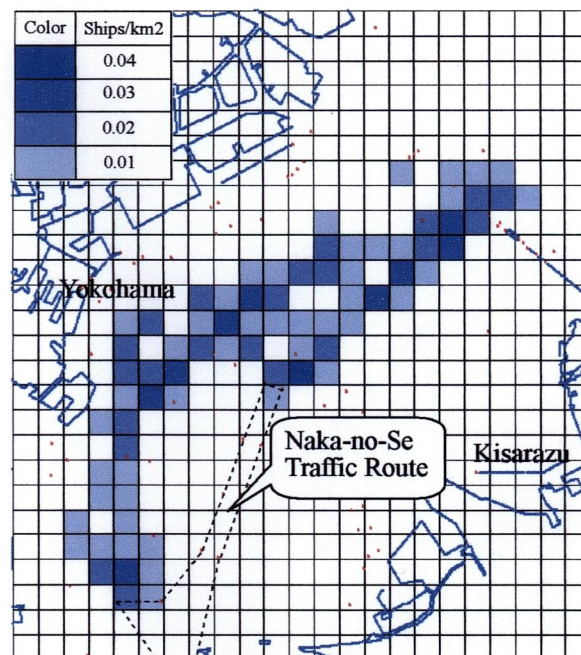 Color Ships/km2
0.04
0.03
0.02
0.01
Yokohama
Naka-no-Se
Traffic Route
Kisarazu